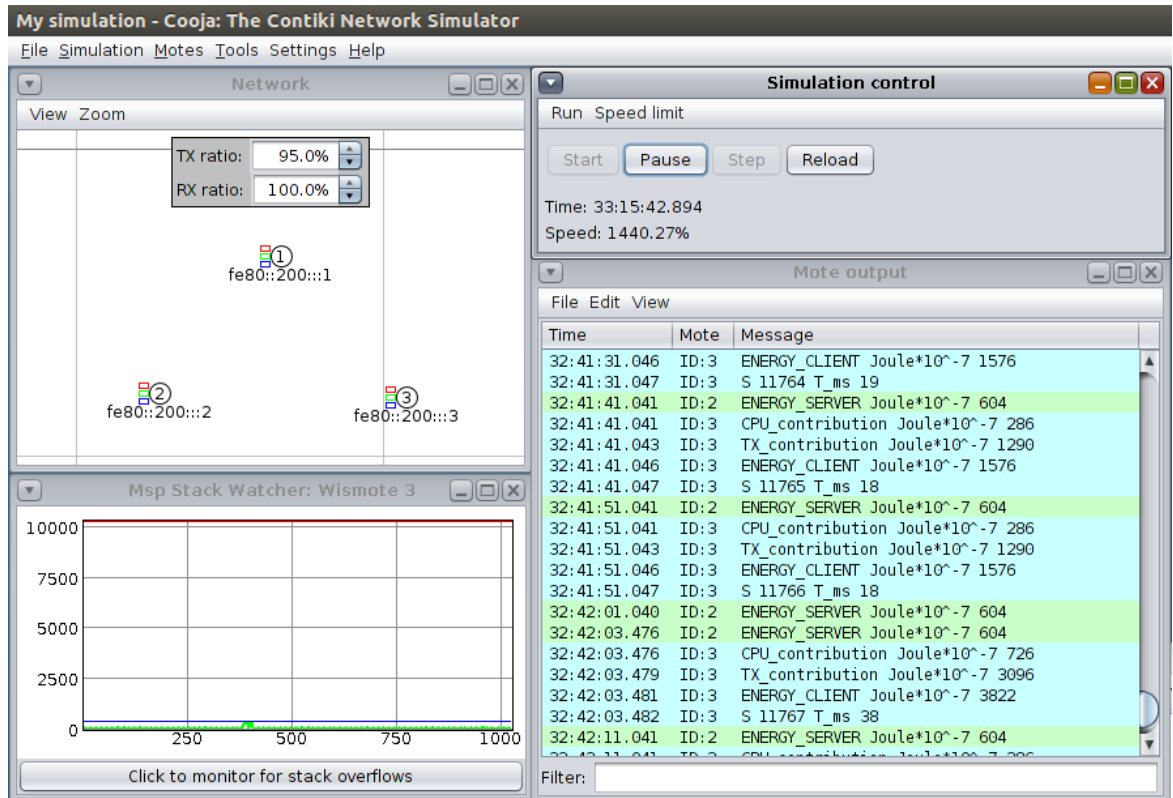 My simulation - Cooja: The Contiki Network Simulator
File Simulation Motes Tools Settings Help
Network
View Zoom
TX ratio: 95.0%
RX ratio: 100.0%
1
fe80::200:::1
2
fe80::200:::2
3
fe80::200:::3
Msp Stack Watcher: Wismote 3
10000
7500
5000
2500
0
250 500 750 1000
Click to monitor for stack overflows
Simulation control
Run Speed limit
Start Pause Step Reload
Time: 33:15:42.894
Speed: 1440.27%
Mote output
File Edit View
Time Mote Message
32:41:31.046 ID:3 ENERGY_CLIENT Joule*10^-7 1576
32:41:31.047 ID:3 S 11764 T_ms 19
32:41:41.041 ID:2 ENERGY_SERVER Joule*10^-7 604
32:41:41.041 ID:3 CPU_contribution Joule*10^-7 286
32:41:41.043 ID:3 TX_contribution Joule*10^-7 1290
32:41:41.046 ID:3 ENERGY_CLIENT Joule*10^-7 1576
32:41:41.047 ID:3 S 11765 T_ms 18
32:41:51.041 ID:2 ENERGY_SERVER Joule*10^-7 604
32:41:51.041 ID:3 CPU_contribution Joule*10^-7 286
32:41:51.043 ID:3 TX_contribution Joule*10^-7 1290
32:41:51.046 ID:3 ENERGY_CLIENT Joule*10^-7 1576
32:41:51.047 ID:3 S 11766 T_ms 18
32:42:01.040 ID:2 ENERGY_SERVER Joule*10^-7 604
32:42:03.476 ID:2 ENERGY_SERVER Joule*10^-7 604
32:42:03.476 ID:3 CPU_contribution Joule*10^-7 726
32:42:03.479 ID:3 TX_contribution Joule*10^-7 3096
32:42:03.481 ID:3 ENERGY_CLIENT Joule*10^-7 3822
32:42:03.482 ID:3 S 11767 T_ms 38
32:42:11.041 ID:2 ENERGY_SERVER Joule*10^-7 604
Filter: